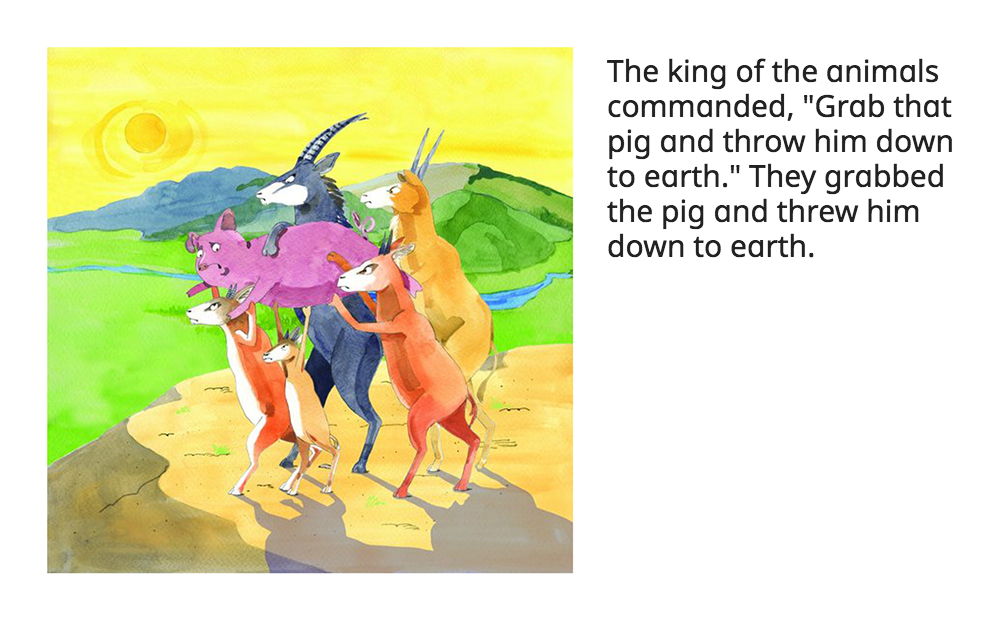 The king of the animals
commanded, "Grab that
pig and throw him down
to earth." They grabbed
the pig and threw him
down to earth.